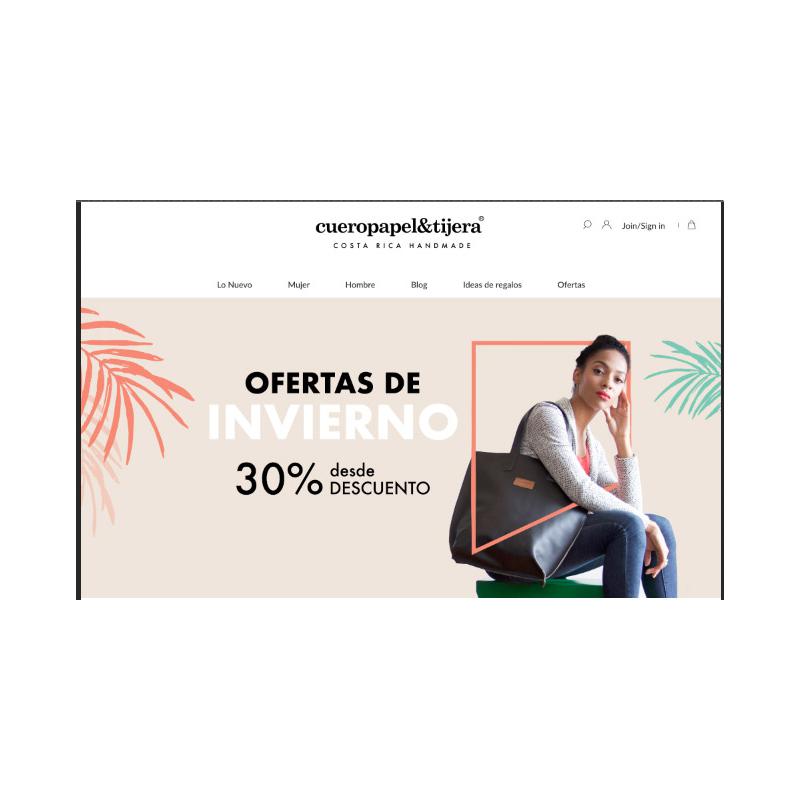 cueropapel&tijera®
COSTA RICA HANDMADE
Join/Sign in
Lo Nuevo Mujer Hombre Blog Ideas de regalos Ofertas
OFERTAS DE
INVIERNO
30% desde
DESCUENTO